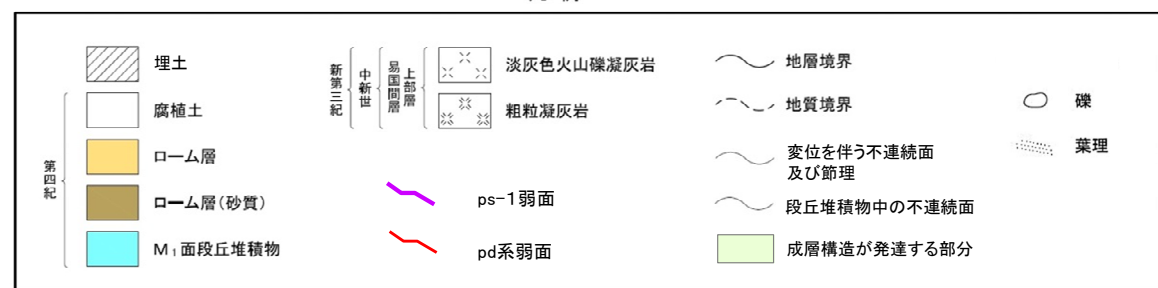 埋土
第四紀
腐植土
ローム層
ローム層(砂質)
M₁面段丘堆積物
新第三紀
中新世
易国間層
上部層
淡灰色火山礫凝灰岩
粗粒凝灰岩
ps-1弱面
pd系弱面
地層境界
地質境界
変位を伴う不連続面
及び節理
段丘堆積物中の不連続面
成層構造が発達する部分
礫
葉理